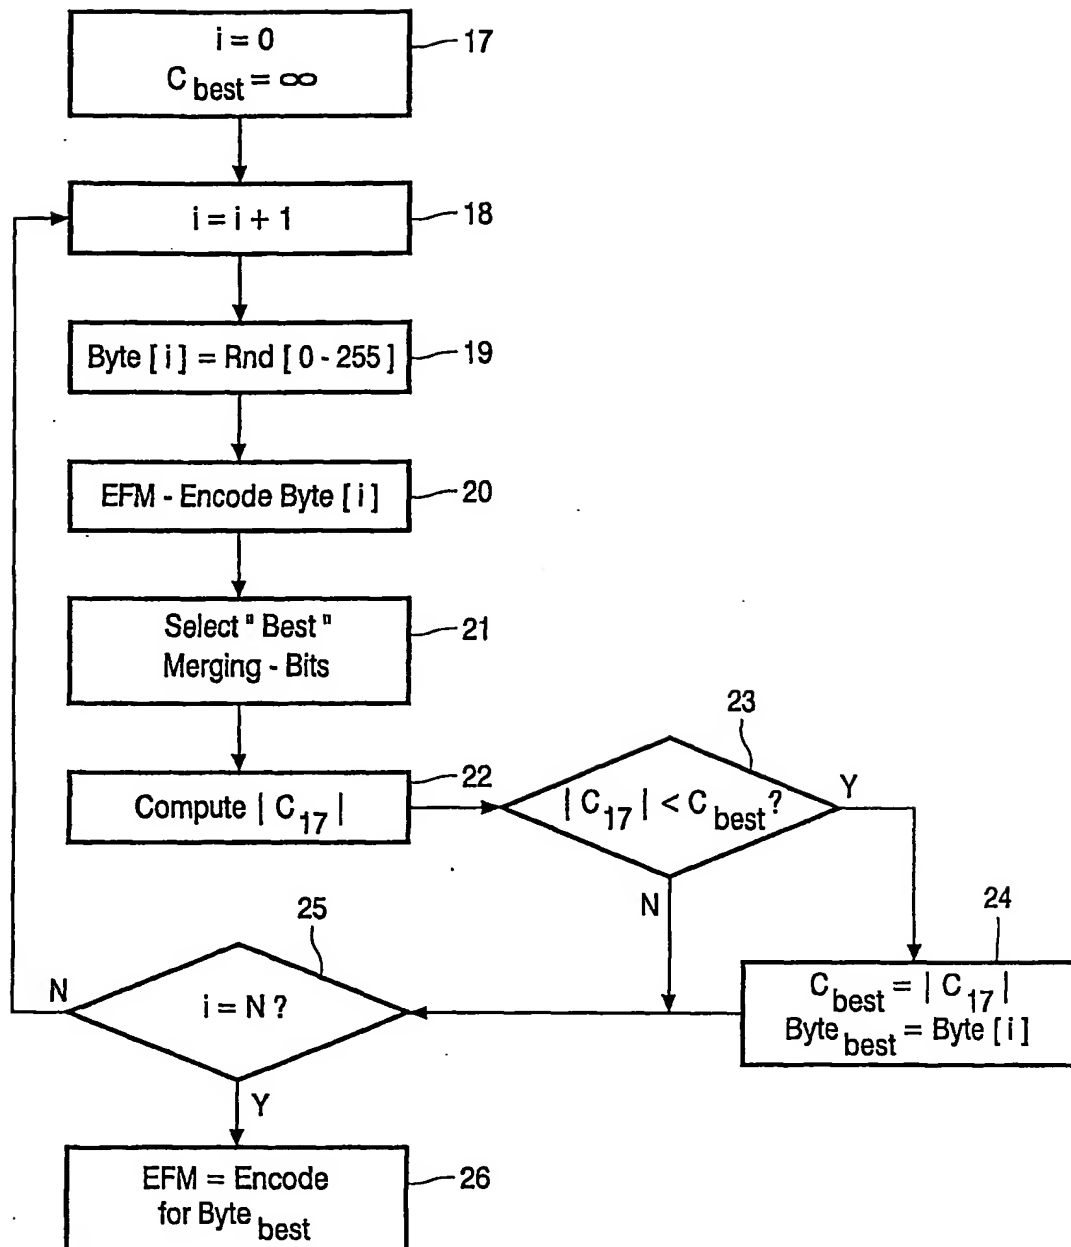 i = 0
C best = ∞
17
i = i + 1
18
Byte [ i ] = Rnd [ 0 - 255 ]
19
EFM - Encode Byte [ i ]
20
Select " Best "
Merging - Bits
21
Compute | C 17 |
22
23
| C 17 | < C best ?
Y
N
24
C best = | C 17 |
Byte best = Byte [ i ]
25
i = N ?
N
Y
EFM = Encode
for Byte best
26